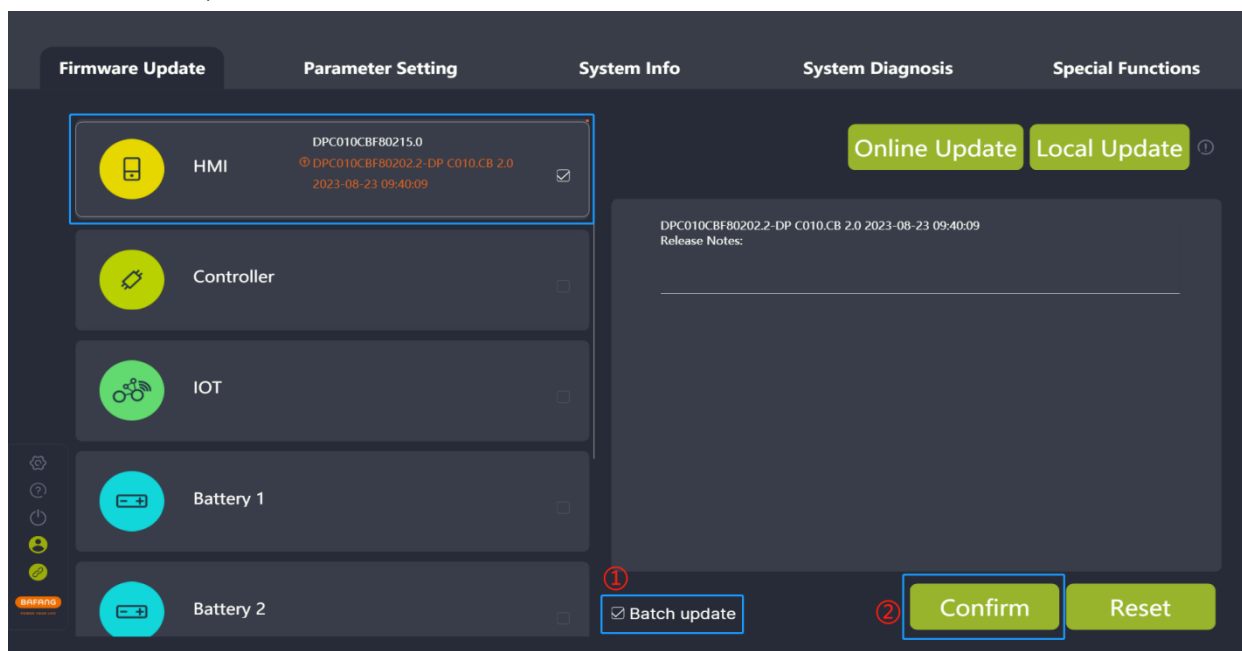 Firmware Update
Parameter Setting
System Info
System Diagnosis
Special Functions
HMI
DPC010CBF80215.0
DPC010CBF80202.2-DP C010.CB 2.0
2023-08-23 09:40:09
Online Update
Local Update
DPC010CBF80202.2-DP C010.CB 2.0 2023-08-23 09:40:09
Release Notes:
Controller
IOT
Battery 1
Battery 2
BAFANG
①
Batch update
②
Confirm
Reset